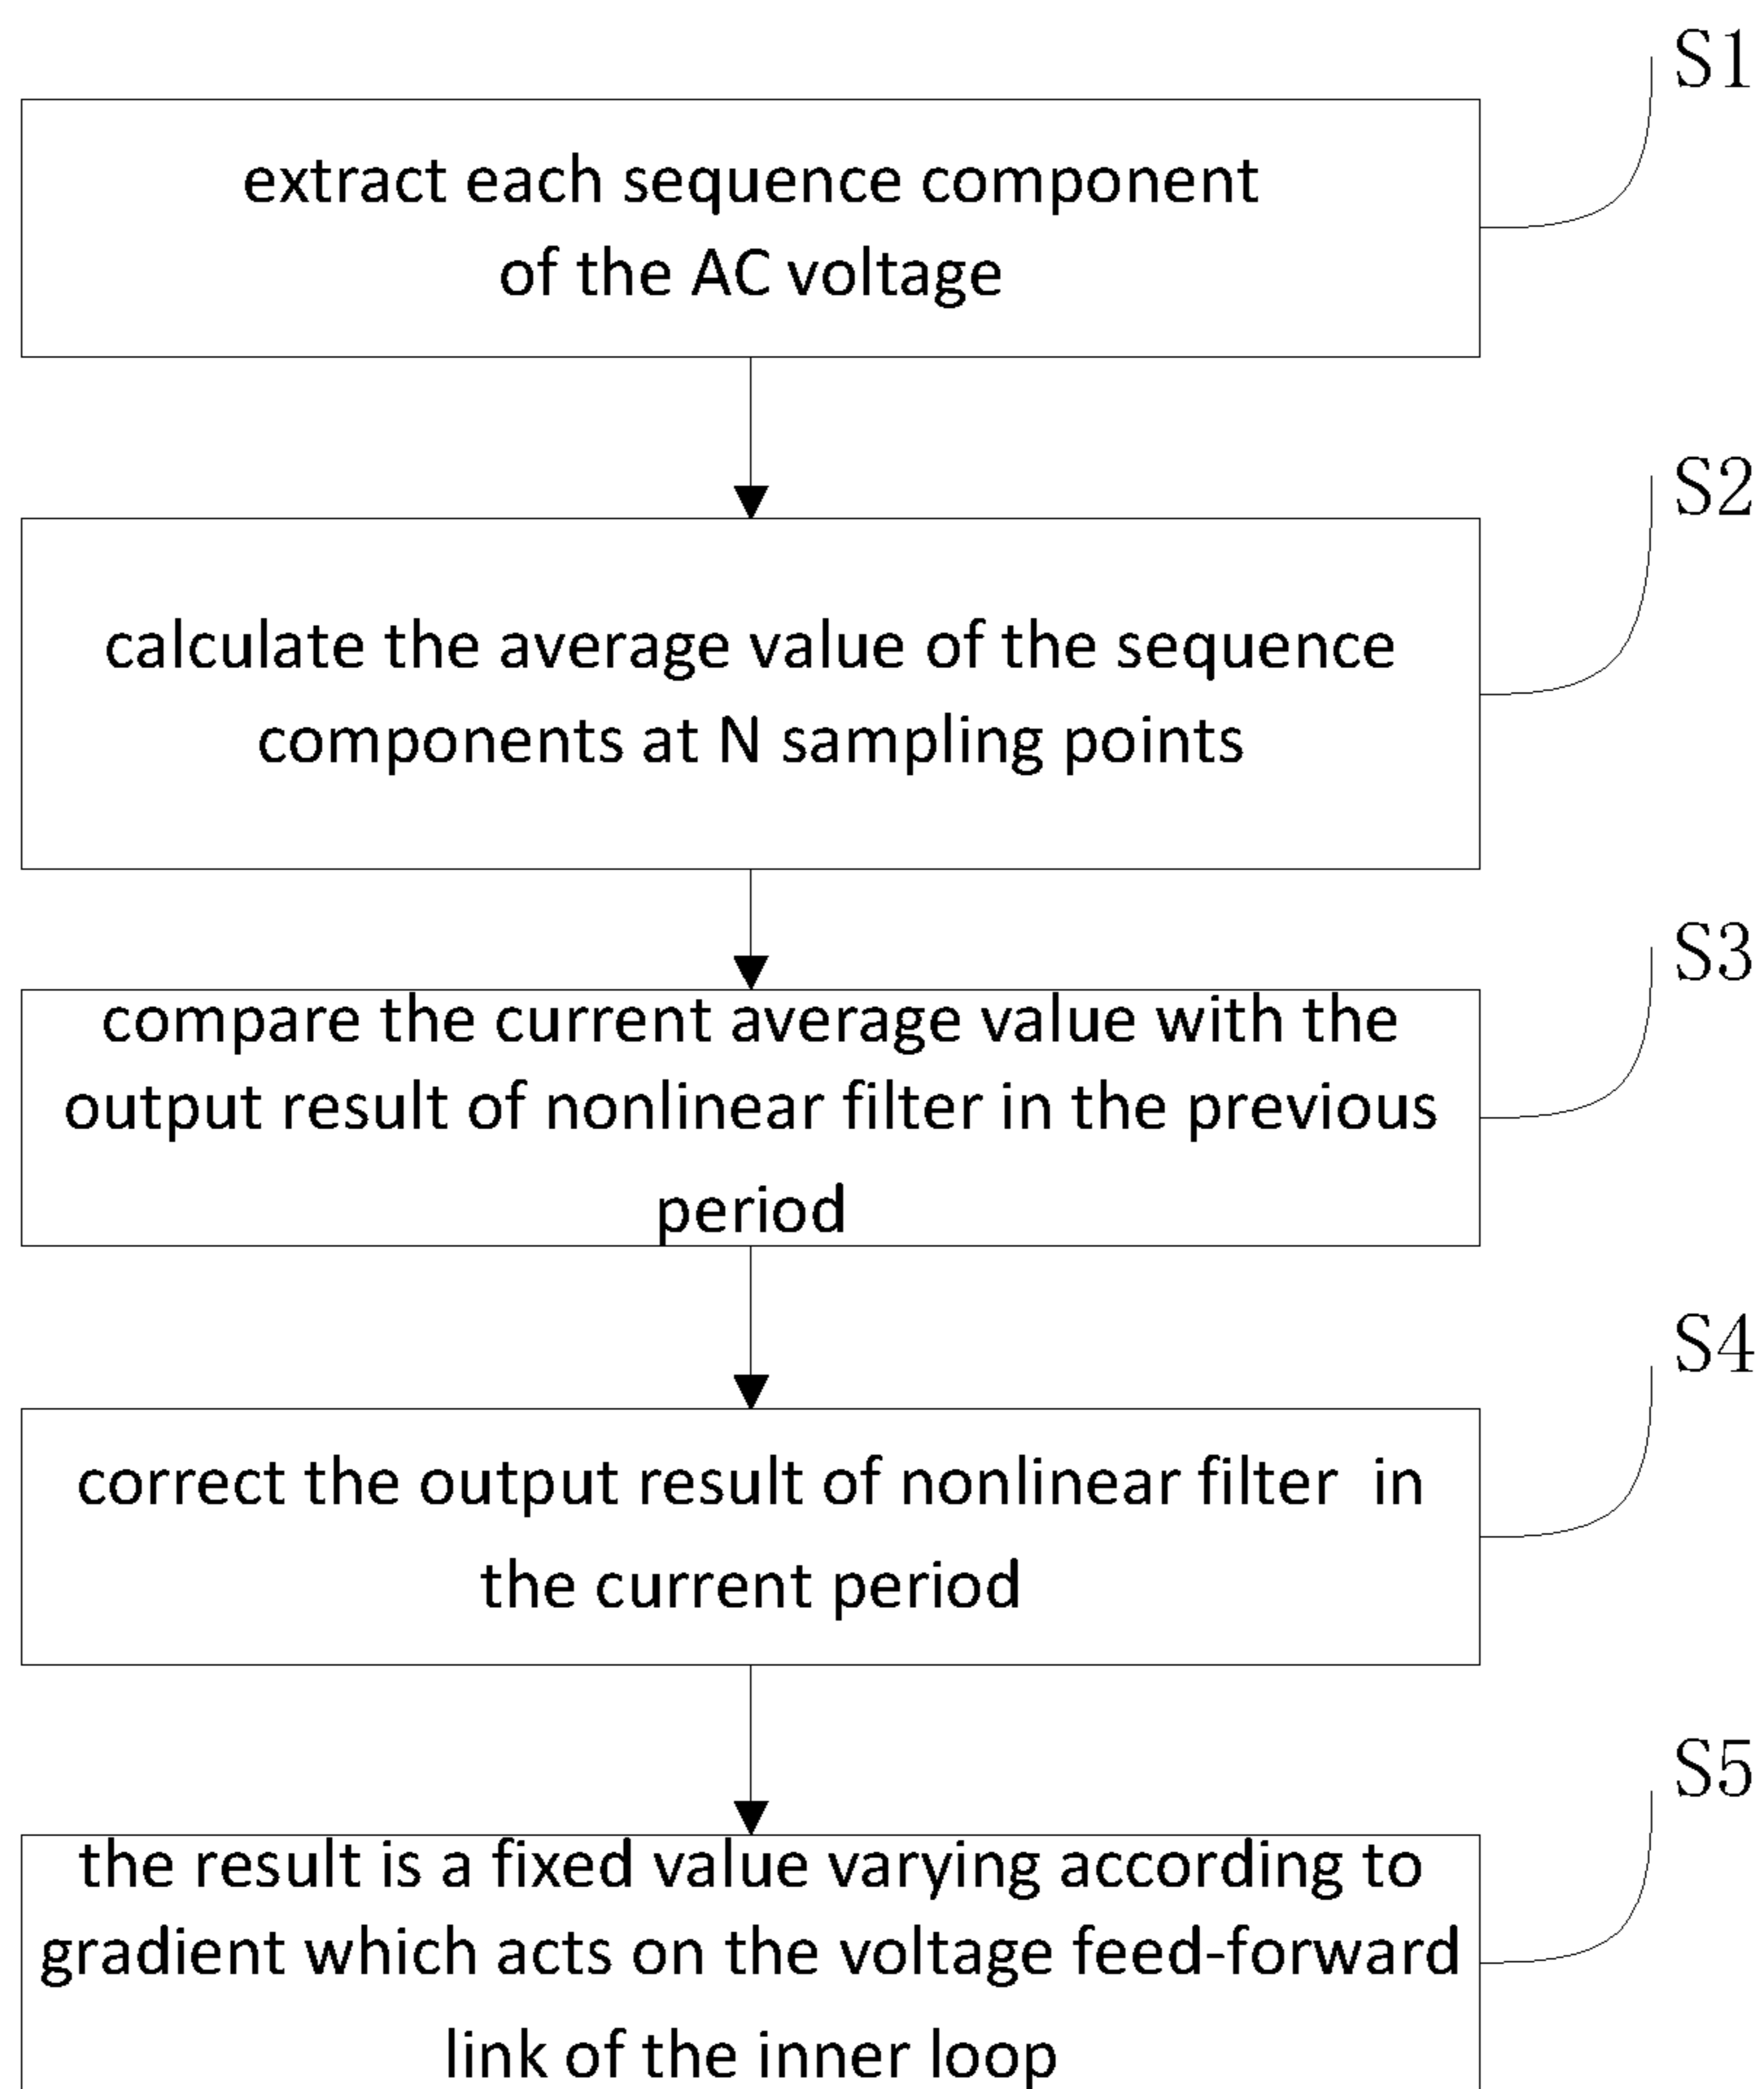 S1
extract each sequence component
of the AC voltage
S2
calculate the average value of the sequence
components at N sampling points
S3
compare the current average value with the
output result of nonlinear filter in the previous
period
S4
correct the output result of nonlinear filter in
the current period
S5
the result is a fixed value varying according to
gradient which acts on the voltage feed-forward
link of the inner loop